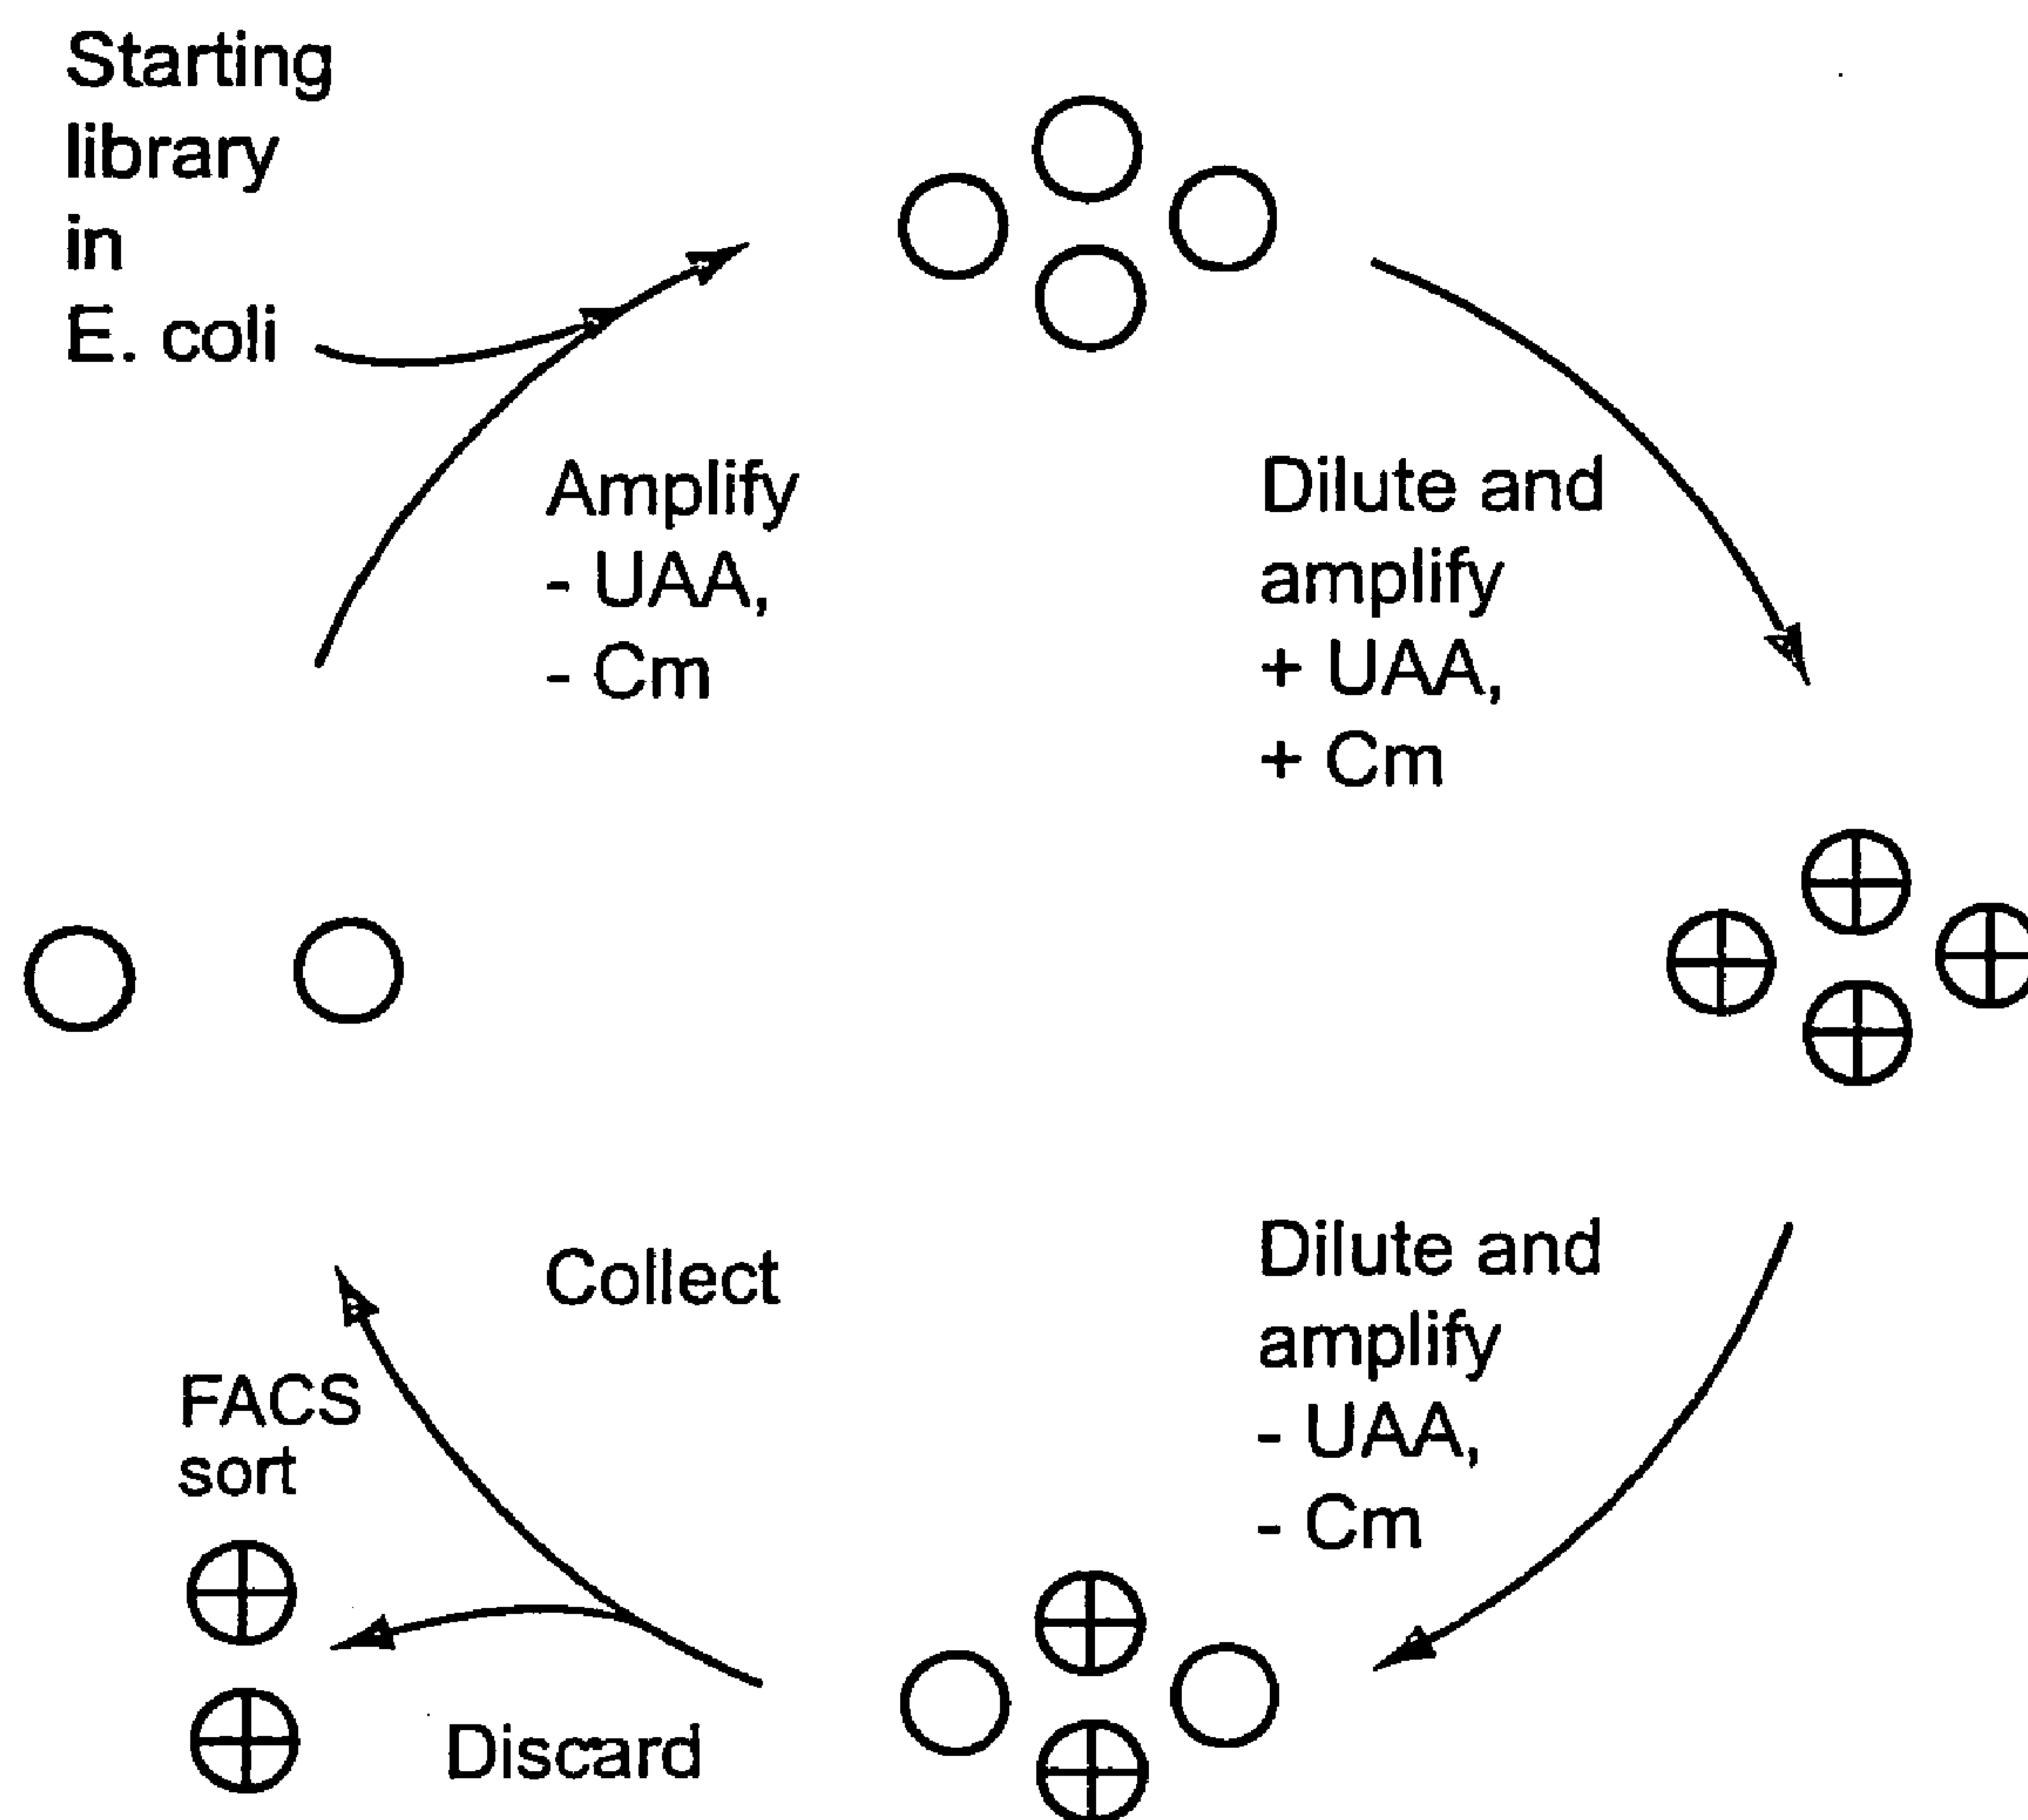 Starting
library
in
E. coli
Amplify
- UAA,
- Cm
Dilute and
amplify
+ UAA,
+ Cm
Dilute and
amplify
- UAA,
- Cm
Collect
FACS
sort
Discard